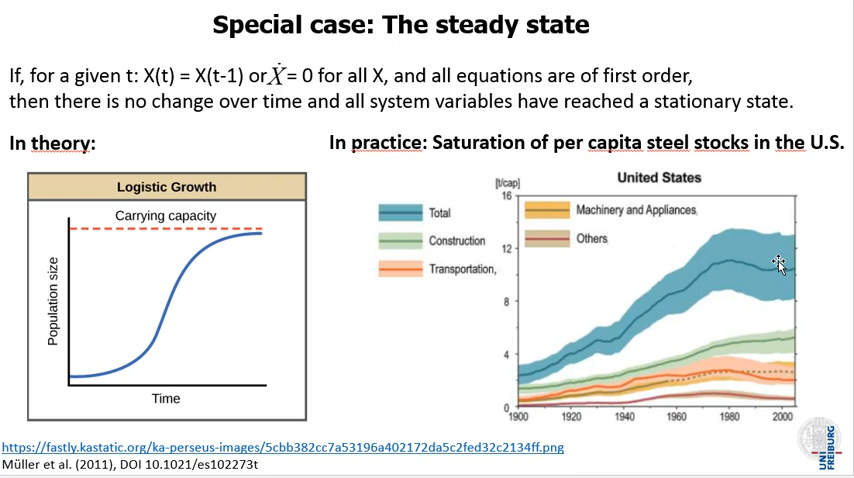 Special case: The steady state
If, for a given t: X(t) = X(t-1) or Ẋ = 0 for all X, and all equations are of first order,
then there is no change over time and all system variables have reached a stationary state.
In theory:
In practice: Saturation of per capita steel stocks in the U.S.
Logistic Growth
Carrying capacity
Population size
Time
United States
[t/cap]
16
12
8
4
0
1900 1920 1940 1960 1980 2000
Total
Construction
Transportation,
Machinery and Appliances,
Others,
https://fastly.kastatic.org/ka-perseus-images/5cbb382cc7a53196a402172da5c2fed32c2134ff.png
Müller et al. (2011), DOI 10.1021/es102273t
UNI
FREIBURG